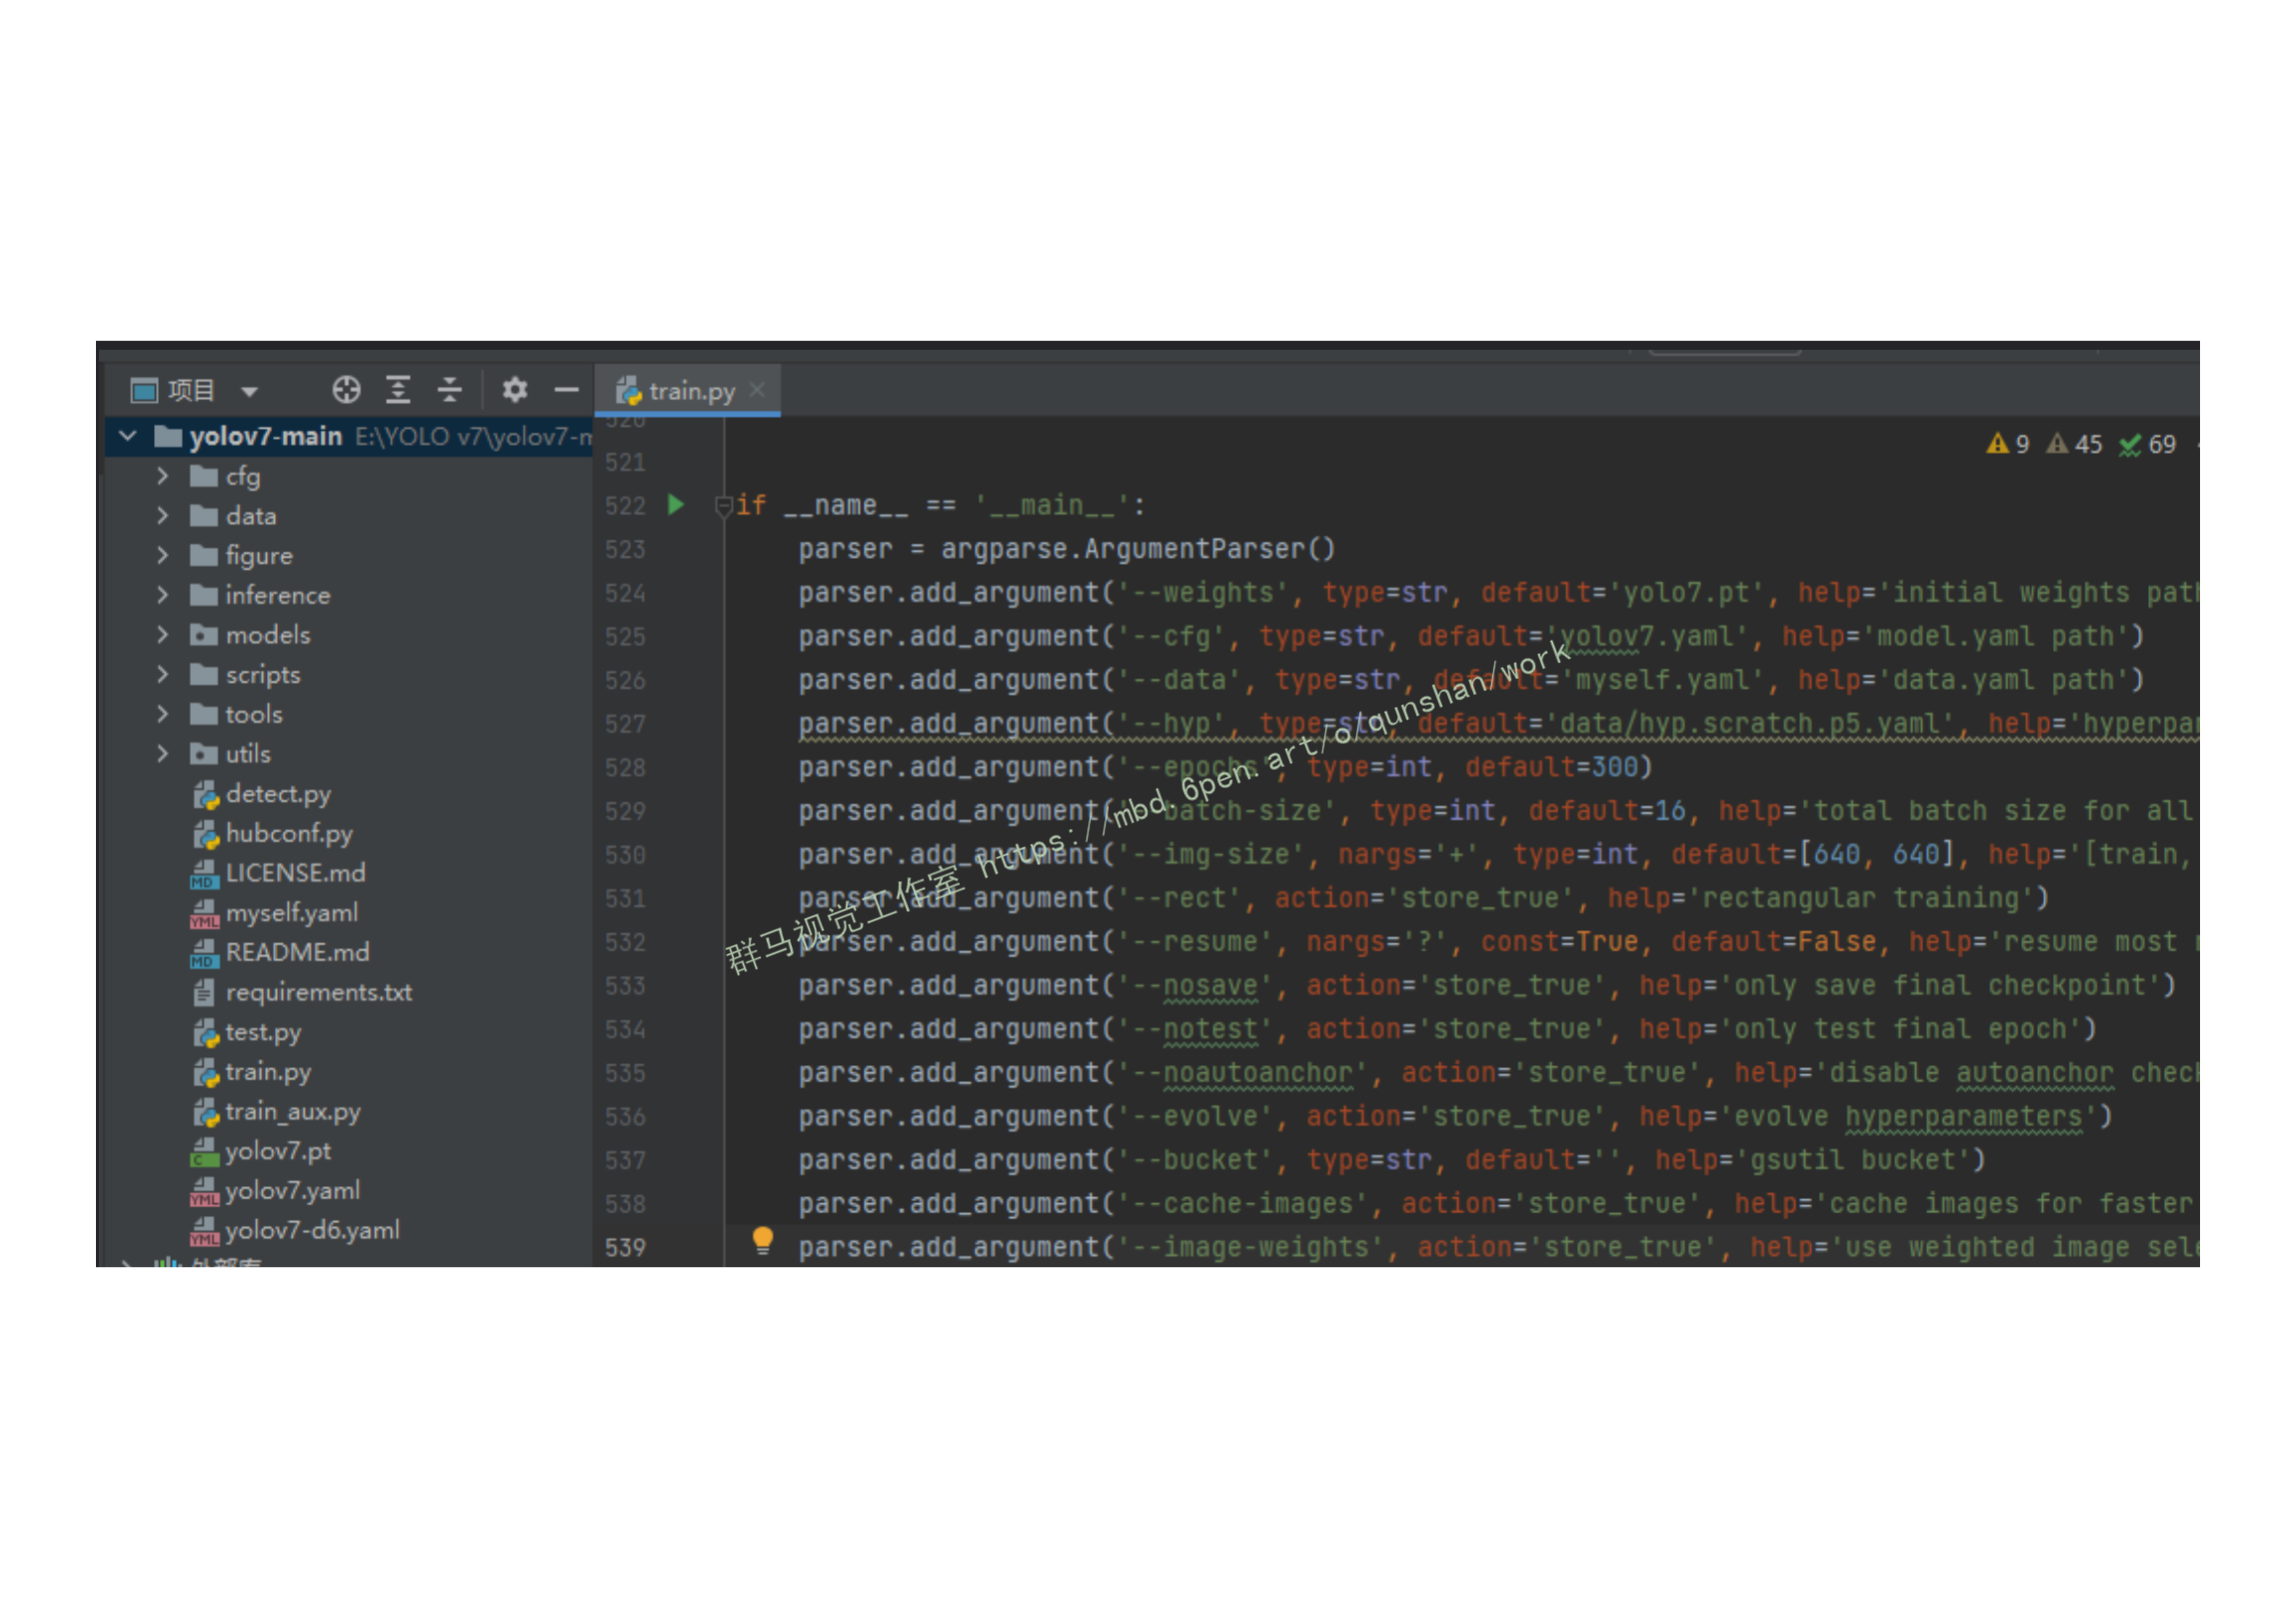 项目
train.py
yolov7-main E:\YOLO v7\yolov7-m
cfg
data
figure
inference
models
scripts
tools
utils
detect.py
hubconf.py
LICENSE.md
myself.yaml
README.md
requirements.txt
test.py
train.py
train_aux.py
yolov7.pt
yolov7.yaml
yolov7-d6.yaml
外部库
9 45 69
520
521
522 if __name__ == '__main__':
523 parser = argparse.ArgumentParser()
524 parser.add_argument('--weights', type=str, default='yolo7.pt', help='initial weights path
525 parser.add_argument('--cfg', type=str, default='yolov7.yaml', help='model.yaml path')
526 parser.add_argument('--data', type=str, default='myself.yaml', help='data.yaml path')
527 parser.add_argument('--hyp', type=str, default='data/hyp.scratch.p5.yaml', help='hyperpar
528 parser.add_argument('--epochs', type=int, default=300)
529 parser.add_argument('--batch-size', type=int, default=16, help='total batch size for all
530 parser.add_argument('--img-size', nargs='+', type=int, default=[640, 640], help='[train,
531 parser.add_argument('--rect', action='store_true', help='rectangular training')
532 parser.add_argument('--resume', nargs='?', const=True, default=False, help='resume most
533 parser.add_argument('--nosave', action='store_true', help='only save final checkpoint')
534 parser.add_argument('--notest', action='store_true', help='only test final epoch')
535 parser.add_argument('--noautoanchor', action='store_true', help='disable autoanchor check
536 parser.add_argument('--evolve', action='store_true', help='evolve hyperparameters')
537 parser.add_argument('--bucket', type=str, default='', help='gsutil bucket')
538 parser.add_argument('--cache-images', action='store_true', help='cache images for faster
539 parser.add_argument('--image-weights', action='store_true', help='use weighted image sele
群马视觉工作室 https://mbd.6pen.art/o/qunshan/work